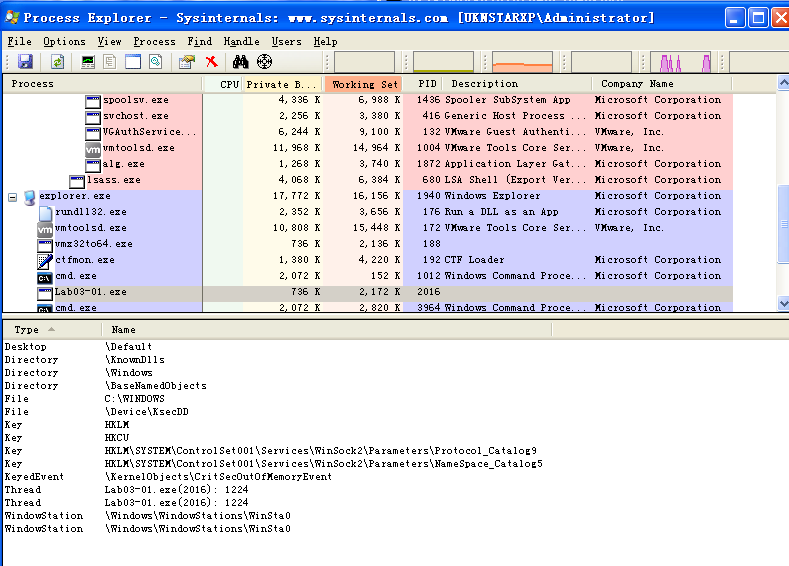 Process Explorer - Sysinternals: www.sysinternals.com [UKNSTARXP\Administrator]
File Options View Process Find Handle Users Help
Process CPU Private B... Working Set PID Description Company Name
spoolsv.exe 4,336 K 6,988 K 1436 Spooler SubSystem App Microsoft Corporation
svchost.exe 2,256 K 3,380 K 416 Generic Host Process ... Microsoft Corporation
VGAuthService... 6,244 K 9,100 K 132 VMware Guest Authenti... VMware, Inc.
vm vmtoolsd.exe 11,968 K 14,964 K 1004 VMware Tools Core Ser... VMware, Inc.
alg.exe 1,268 K 3,740 K 1872 Application Layer Gat... Microsoft Corporation
lsass.exe 4,068 K 6,384 K 680 LSA Shell (Export Ver... Microsoft Corporation
explorer.exe 17,772 K 16,156 K 1940 Windows Explorer Microsoft Corporation
rundll32.exe 2,352 K 3,656 K 176 Run a DLL as an App Microsoft Corporation
vm vmtoolsd.exe 10,808 K 15,448 K 172 VMware Tools Core Ser... VMware, Inc.
vmx32to64.exe 736 K 2,136 K 188
ctfmon.exe 1,380 K 4,220 K 192 CTF Loader Microsoft Corporation
C:\ cmd.exe 2,072 K 152 K 1012 Windows Command Proce... Microsoft Corporation
Lab03-01.exe 736 K 2,172 K 2016
cmd.exe 2,072 K 2,820 K 3964 Windows Command Proce... Microsoft Corporation
Type Name
Desktop \Default
Directory \KnownDlls
Directory \Windows
Directory \BaseNamedObjects
File C:\WINDOWS
File \Device\KsecDD
Key HKLM
Key HKCU
Key HKLM\SYSTEM\ControlSet001\Services\WinSock2\Parameters\Protocol_Catalog9
Key HKLM\SYSTEM\ControlSet001\Services\WinSock2\Parameters\NameSpace_Catalog5
KeyedEvent \KernelObjects\CritSecOutOfMemoryEvent
Thread Lab03-01.exe(2016): 1224
Thread Lab03-01.exe(2016): 1224
WindowStation \Windows\WindowStations\WinSta0
WindowStation \Windows\WindowStations\WinSta0